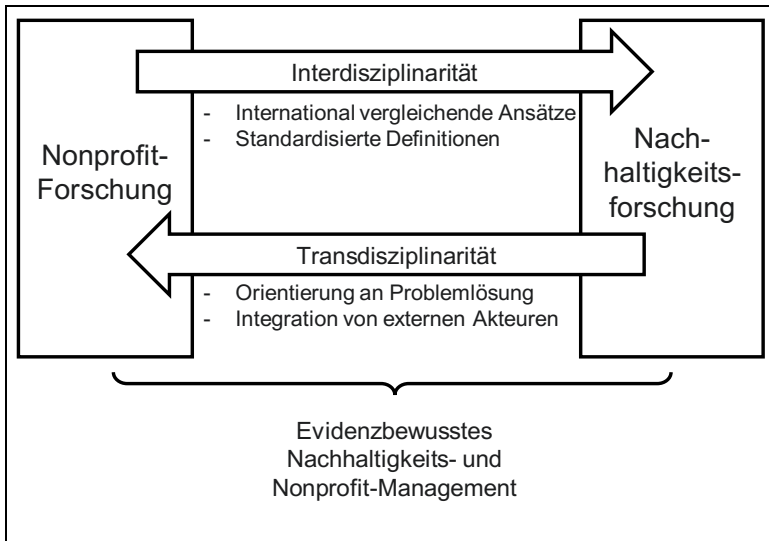 Interdisziplinarität
- International vergleichende Ansätze
- Standardisierte Definitionen
Nonprofit-
Forschung
Nach-
haltigkeits-
forschung
Transdisziplinarität
- Orientierung an Problemlösung
- Integration von externen Akteuren
Evidenzbewusstes
Nachhaltigkeits- und
Nonprofit-Management